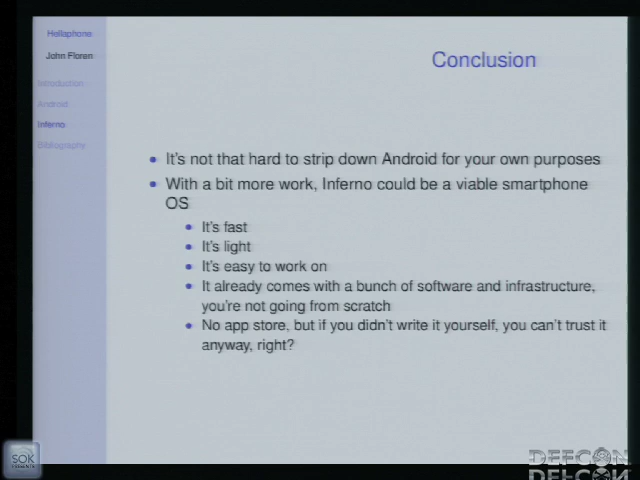 Hellaphone
John Floren
Introduction
Android
Inferno
Bibliography
Conclusion
It's not that hard to strip down Android for your own purposes
With a bit more work, Inferno could be a viable smartphone
OS
It's fast
It's light
It's easy to work on
It already comes with a bunch of software and infrastructure,
you're not going from scratch
No app store, but if you didn't write it yourself, you can't trust it
anyway, right?
SOK
DEFCON
DEFCON